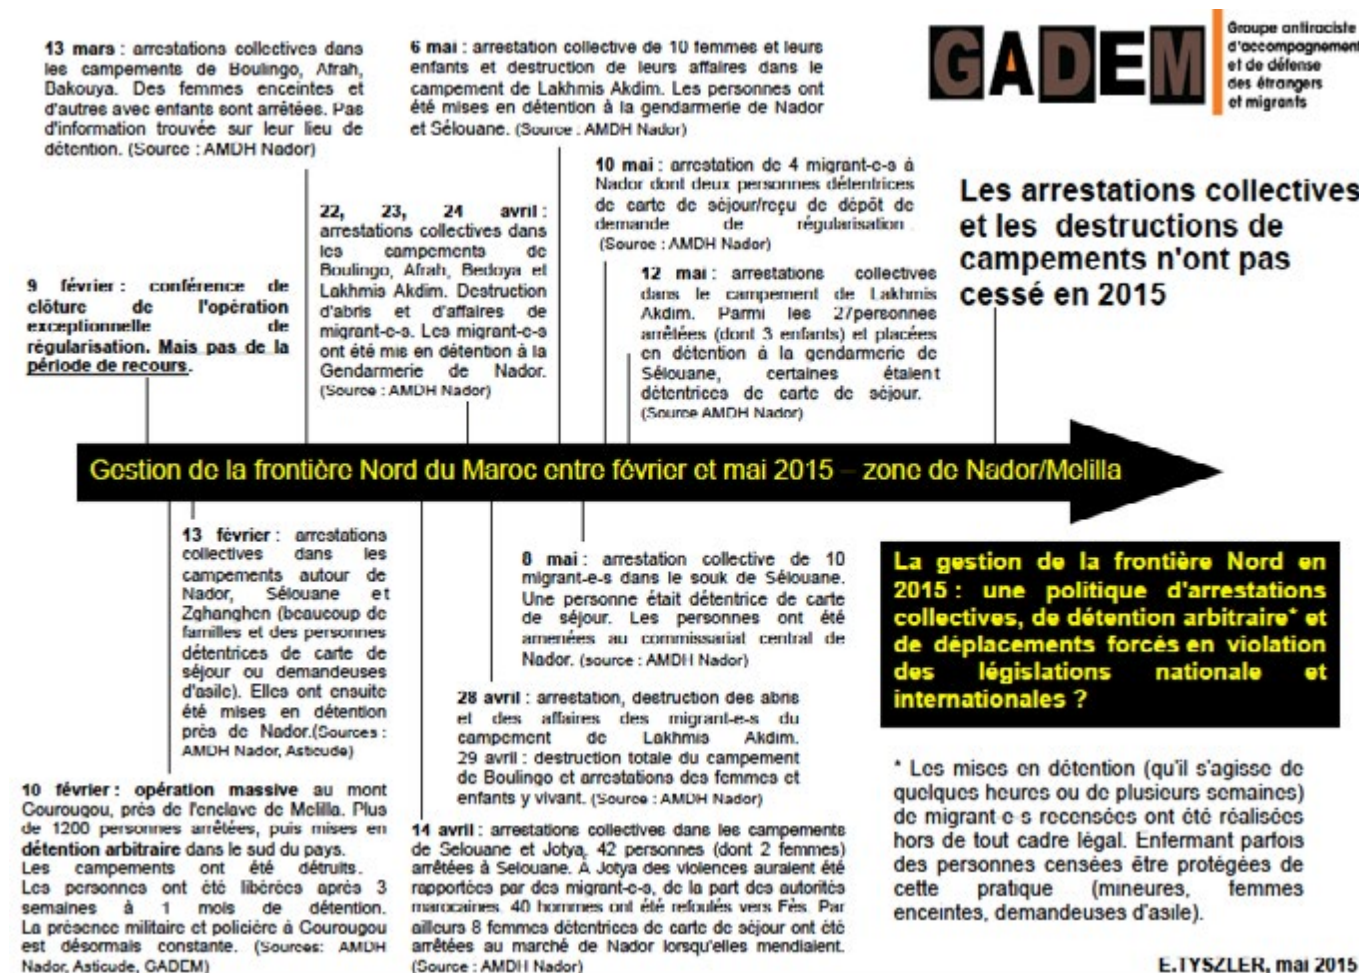 GADEM
Groupe antiraciste
d'accompagnement
et de défense
des étrangers
et migrants
Les arrestations collectives
et les destructions de
campements n'ont pas
cessé en 2015
13 mars : arrestations collectives dans
les campements de Boulingo, Afrah,
Bakouya. Des femmes enceintes et
d'autres avec enfants sont arrêtées. Pas
d'information trouvée sur leur lieu de
détention. (Source : AMDH Nador)
6 mai : arrestation collective de 10 femmes et leurs
enfants et destruction de leurs affaires dans le
campement de Lakhmis Akdim. Les personnes ont
été mises en détention à la gendarmerie de Nador
et Sélouane. (Source : AMDH Nador)
10 mai : arrestation de 4 migrant-e-s à
Nador dont deux personnes détentrices
de carte de séjour/reçu de dépôt de
demande de régularisation.
(Source : AMDH Nador)
22, 23, 24 avril :
arrestations collectives dans
les campements de
Boulingo, Afrah, Bedoya et
Lakhmis Akdim. Destruction
d'abris et d'affaires de
migrant-e-s. Les migrant-e-s
ont été mis en détention à la
Gendarmerie de Nador.
(Source : AMDH Nador)
12 mai : arrestations collectives
dans le campement de Lakhmis
Akdim. Parmi les 27personnes
arrêtées (dont 3 enfants) et placées
en détention à la gendarmerie de
Sélouane, certaines étaient
détentrices de carte de séjour.
(Source AMDH Nador)
9 février : conférence de
clôture de l'opération
exceptionnelle de
régularisation. Mais pas de la
période de recours.
Gestion de la frontière Nord du Maroc entre février et mai 2015 – zone de Nador/Melilla
13 février : arrestations
collectives dans les
campements autour de
Nador, Sélouane et
Zghanghen (beaucoup de
familles et des personnes
détentrices de carte de
séjour ou demandeuses
d'asile). Elles ont ensuite
été mises en détention
près de Nador.(Sources :
AMDH Nador, Asticude)
8 mai : arrestation collective de 10
migrant-e-s dans le souk de Sélouane.
Une personne était détentrice de carte
de séjour. Les personnes ont été
amenées au commissariat central de
Nador. (source : AMDH Nador)
28 avril : arrestation, destruction des abris
et des affaires des migrant-e-s du
campement de Lakhmis Akdim.
29 avril : destruction totale du campement
de Boulingo et arrestations des femmes et
enfants y vivant. (Source : AMDH Nador)
10 février : opération massive au mont
Gourougou, près de l'enclave de Melilla. Plus
de 1200 personnes arrêtées, puis mises en
détention arbitraire dans le sud du pays.
Les campements ont été détruits.
Les personnes ont été libérées après 3
semaines à 1 mois de détention.
La présence militaire et policière à Gourougou
est désormais constante. (Sources: AMDH
Nador, Asticude, GADEM)
14 avril : arrestations collectives dans les campements
de Selouane et Jotya, 42 personnes (dont 2 femmes)
arrêtées à Selouane. A Jotya des violences auraient été
rapportées par des migrant-e-s, de la part des autorités
marocaines. 40 hommes ont été refoulés vers Fès. Par
ailleurs 8 femmes détentrices de carte de séjour ont été
arrêtées au marché de Nador lorsqu'elles mendiaient.
(Source : AMDH Nador)
La gestion de la frontière Nord en
2015 : une politique d'arrestations
collectives, de détention arbitraire* et
de déplacements forcés en violation
des législations nationale et
internationales ?
* Les mises en détention (qu'il s'agisse de
quelques heures ou de plusieurs semaines)
de migrant-e-s recensées ont été réalisées
hors de tout cadre légal. Enfermant parfois
des personnes censées être protégées de
cette pratique (mineures, femmes
enceintes, demandeuses d'asile).
E.TYSZLER, mai 2015